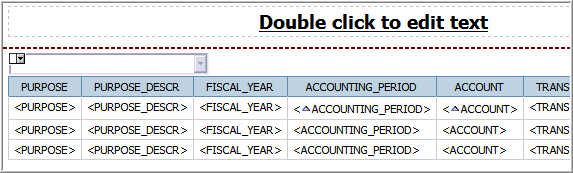 Double click to edit text
PURPOSE PURPOSE_DESCR FISCAL_YEAR ACCOUNTING_PERIOD ACCOUNT TRANS
<PURPOSE> <PURPOSE_DESCR> <FISCAL_YEAR> <ACCOUNTING_PERIOD> <ACCOUNT> <TRANS
<PURPOSE> <PURPOSE_DESCR> <FISCAL_YEAR> <ACCOUNTING_PERIOD> <ACCOUNT> <TRANS
<PURPOSE> <PURPOSE_DESCR> <FISCAL_YEAR> <ACCOUNTING_PERIOD> <ACCOUNT> <TRANS